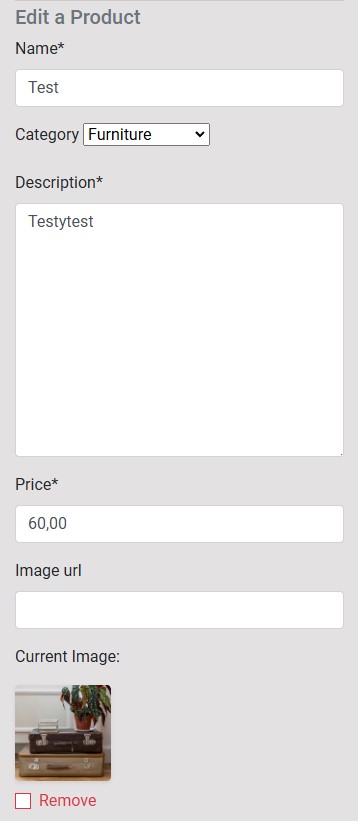 Edit a Product
Name*
Test
Category Furniture
Description*
Testytest
Price*
60,00
Image url
Current Image:
Remove